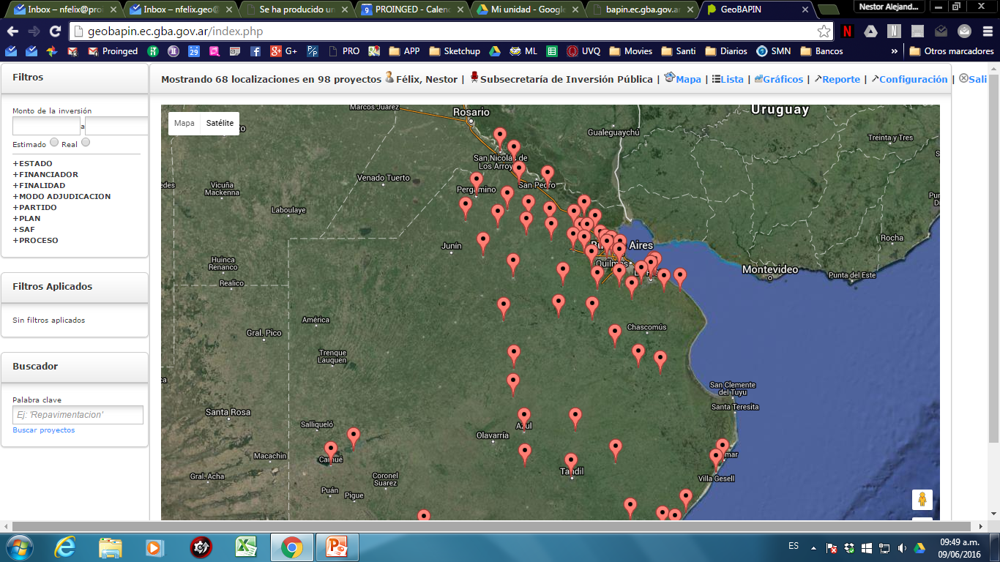 Inbox – nfelix@proi
Inbox – nfelix.geo@
Se ha producido un
PROINGED - Calen
Mi unidad - Google
bapin.ec.gba.gov.ar
GeoBAPIN
Nestor Alejand...
geobapin.ec.gba.gov.ar/index.php
Proinged
G+
PRO
APP
Sketchup
ML
UVQ
Movies
Santi
Diarios
SMN
Bancos
»
Otros marcadores
Filtros
Monto de la inversión
a
Estimado Real
+ESTADO
+FINANCIADOR
+FINALIDAD
+MODO ADJUDICACION
+PARTIDO
+PLAN
+SAF
+PROCESO
Filtros Aplicados
Sin filtros aplicados
Buscador
Palabra clave
Ej: 'Repavimentacion'
Buscar proyectos
Mostrando 68 localizaciones en 98 proyectos Félix, Nestor | Subsecretaría de Inversión Pública | Mapa | Lista | Gráficos | Reporte | Configuración | Sali
Mapa Satélite
Marcos Juárez
Rosario
Uruguay
Gualeguaychú
Treinta y Tres
San Nicolás de
Los Arroy
Venado Tuerto
San Pedro
Vicuña
Mackenna
Pergamino
Laboulaye
Rocha
Junín
Aires
Huinca
Renanco
Quilmes
Montevideo
Punta del Este
Realico
América
Chascomús
Gral. Pico
Trenque
Lauquen
San Clemente
del Tuyu
Santa Teresita
Santa Rosa
Salliqueló
Azul
Olavarría
Macachin
Carhué
mar
Tandil
Gral. Acha
Coronel
Suarez
Villa Gesell
Puán
Pigue
ES
09:49 a.m.
09/06/2016